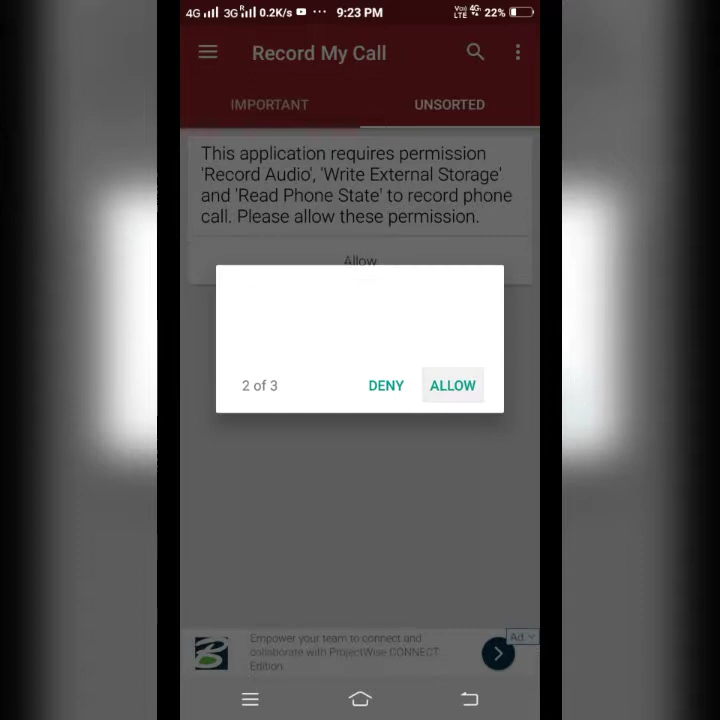 4G 3G R 0.2K/s ··· 9:23 PM VoLTE 4G 22%
Record My Call
IMPORTANT UNSORTED
This application requires permission
'Record Audio', 'Write External Storage'
and 'Read Phone State' to record phone
call. Please allow these permission.
Allow
2 of 3 DENY ALLOW
Empower your team to connect and
collaborate with ProjectWise CONNECT
Edition
Ad